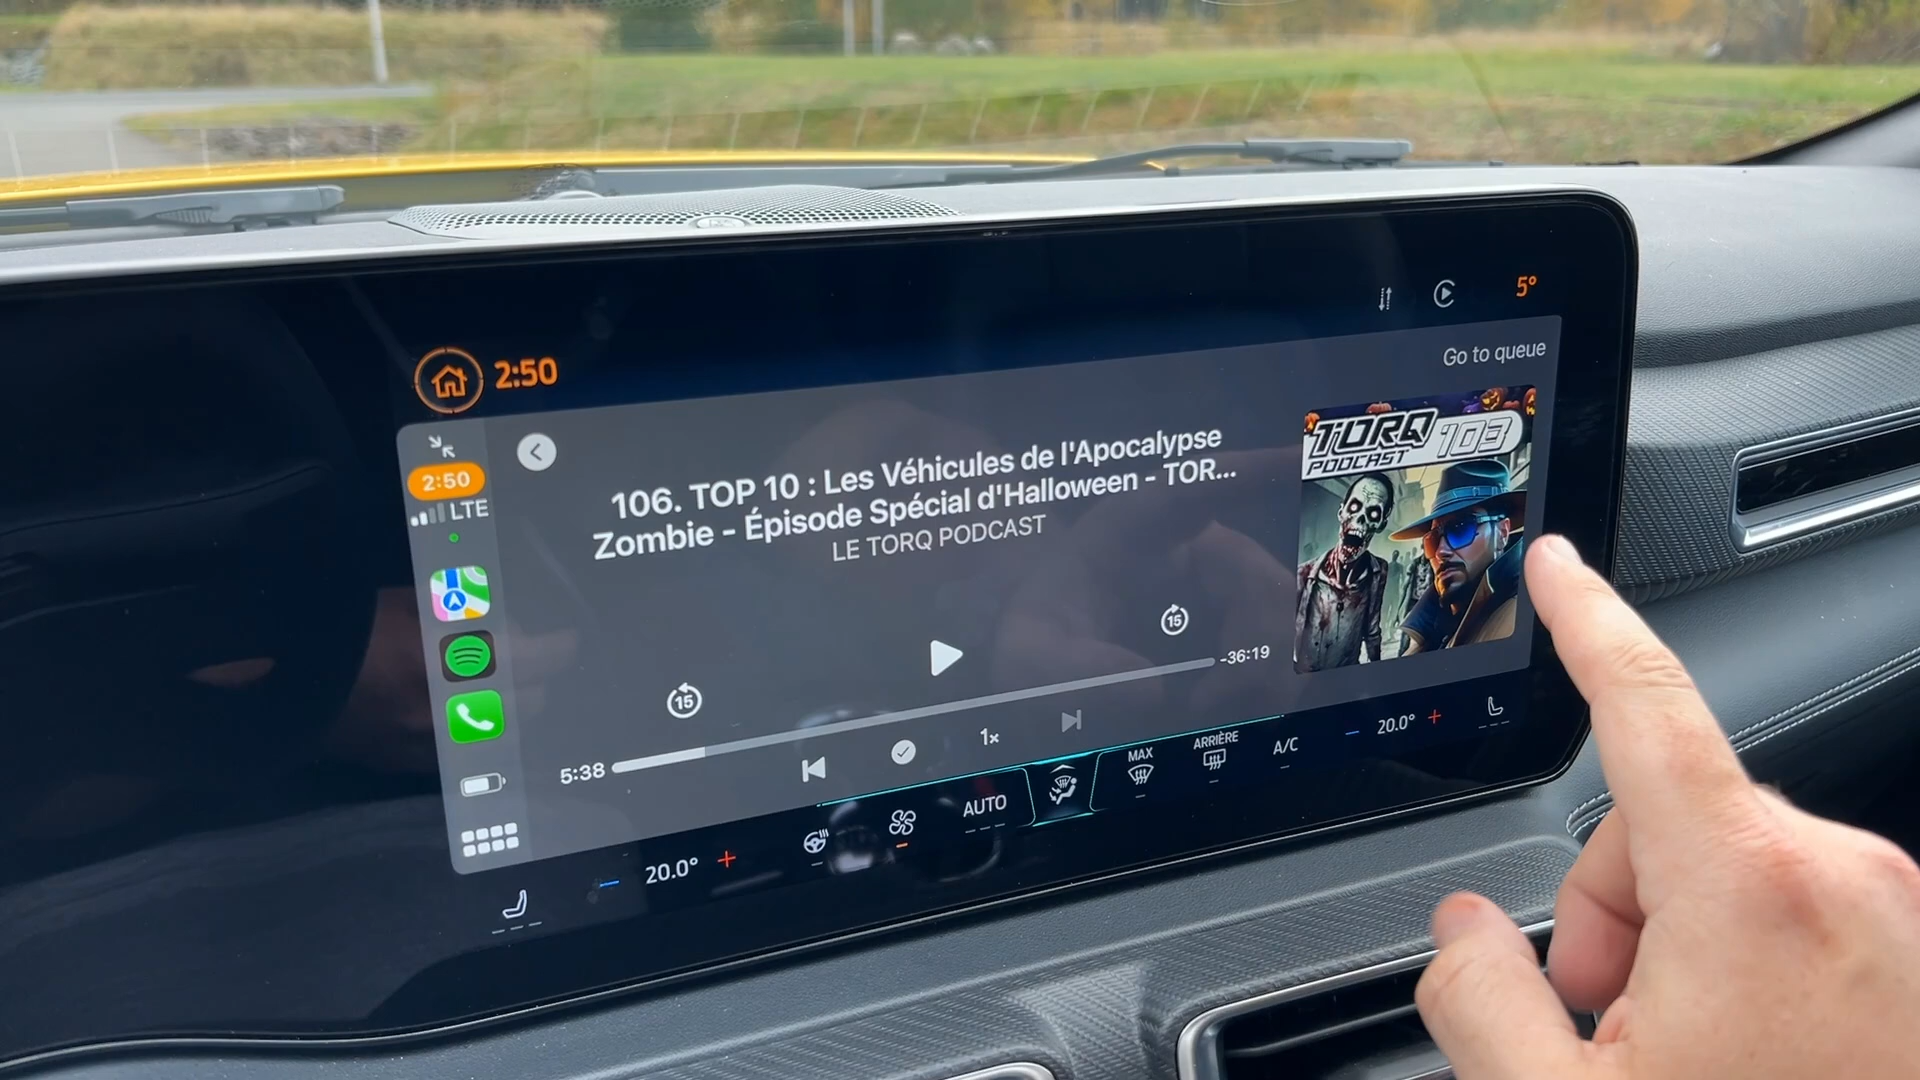 5°
2:50
Go to queue
2:50
LTE
106. TOP 10 : Les Véhicules de l'Apocalypse
Zombie - Épisode Spécial d'Halloween - TOR...
LE TORQ PODCAST
TORQ 103
PODCAST
15
15
5:38
-36:19
1×
20.0°
AUTO
MAX
ARRIÈRE
A/C
20.0°